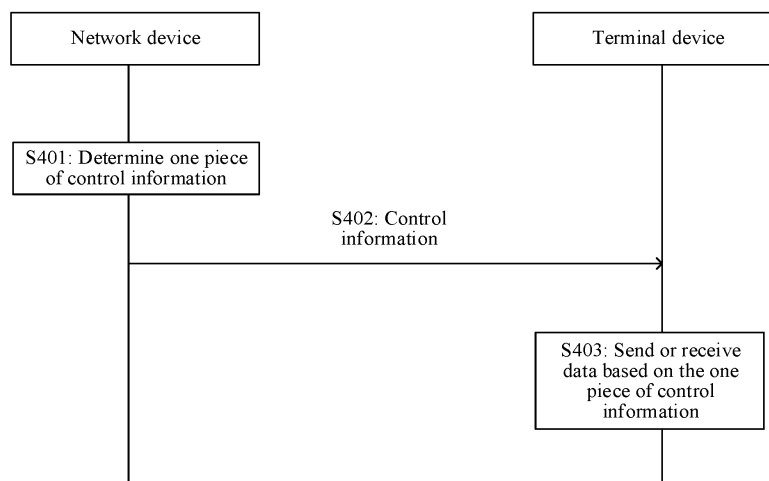 Network device
Terminal device
S401: Determine one piece
of control information
S402: Control
information
S403: Send or receive
data based on the one
piece of control
information